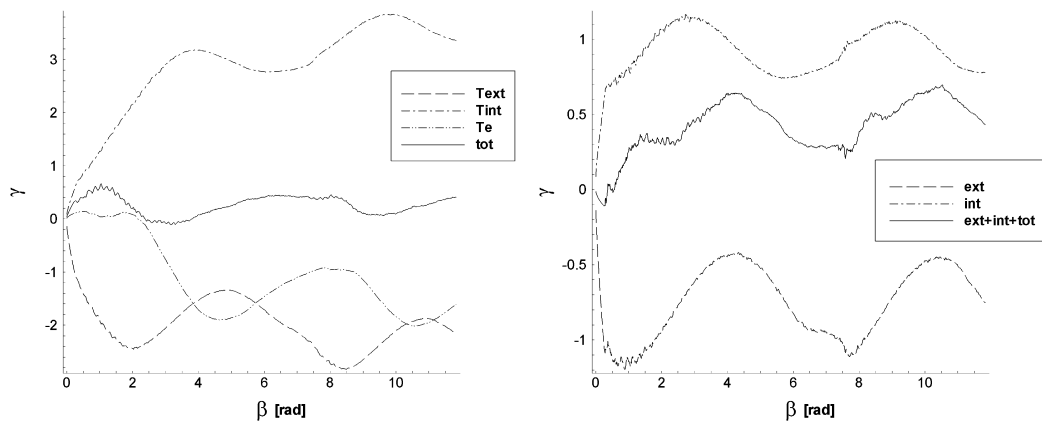 3
2
1
0
-1
-2
γ
Text
Tint
Te
tot
0 2 4 6 8 10
β [rad]
1
0.5
0
-0.5
-1
γ
ext
int
ext+int+tot
0 2 4 6 8 10
β [rad]